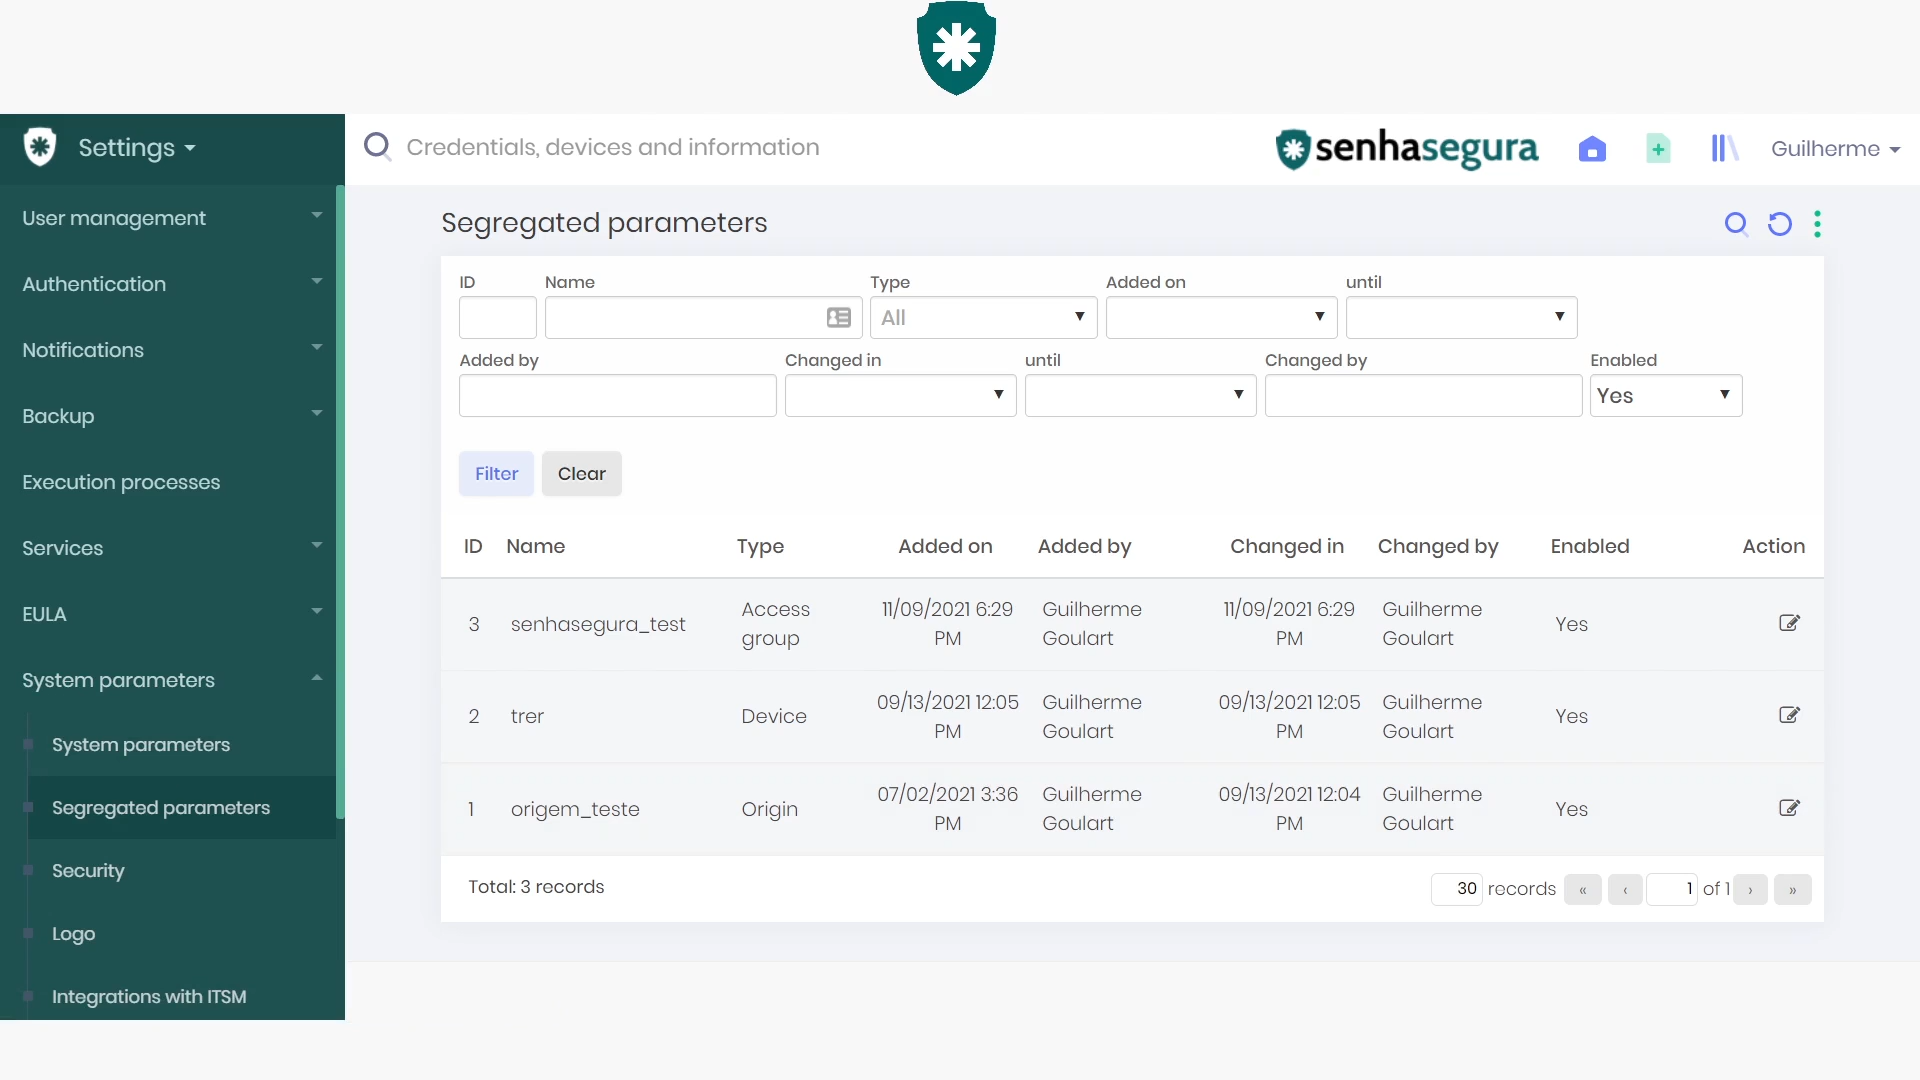 Settings
Credentials, devices and information
senhasegura
Guilherme
User management
Authentication
Notifications
Backup
Execution processes
Services
EULA
System parameters
System parameters
Segregated parameters
Security
Logo
Integrations with ITSM
Segregated parameters
ID Name Type Added on until
All
Added by Changed in until Changed by Enabled
Yes
Filter Clear
ID Name Type Added on Added by Changed in Changed by Enabled Action
3 senhasegura_test Access group 11/09/2021 6:29 PM Guilherme Goulart 11/09/2021 6:29 PM Guilherme Goulart Yes
2 trer Device 09/13/2021 12:05 PM Guilherme Goulart 09/13/2021 12:05 PM Guilherme Goulart Yes
1 origem_teste Origin 07/02/2021 3:36 PM Guilherme Goulart 09/13/2021 12:04 PM Guilherme Goulart Yes
Total: 3 records
30 records « ‹ 1 of 1 › »